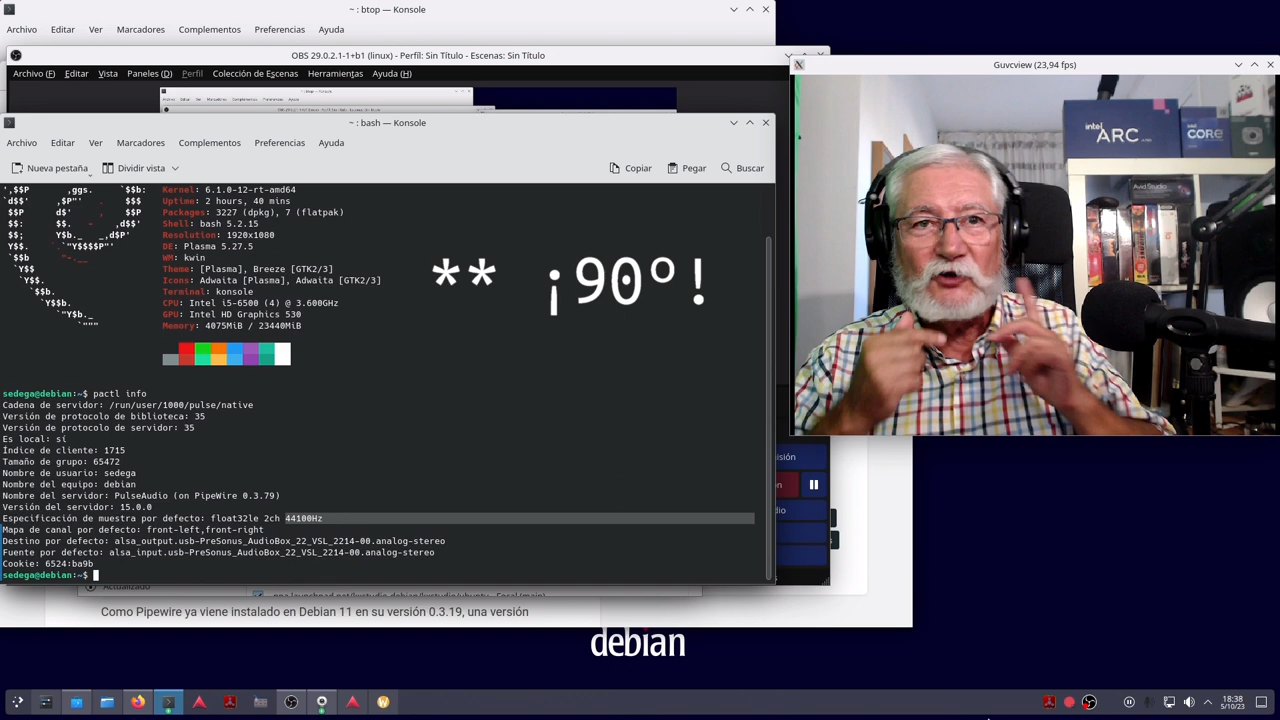 ~ : btop — Konsole
Archivo Editar Ver Marcadores Complementos Preferencias Ayuda
OBS 29.0.2.1-1+b1 (linux) - Perfil: Sin Título - Escenas: Sin Título
Archivo (F) Editar Vista Paneles (D) Perfil Colección de Escenas Herramientas Ayuda (H)
Guvcview (23,94 fps)
~ : bash — Konsole
Archivo Editar Ver Marcadores Complementos Preferencias Ayuda
Nueva pestaña Dividir vista Copiar Pegar Buscar
',$$P ,ggs. `$$b: Kernel: 6.1.0-12-rt-amd64
`d$$' ,$P"' . $$$ Uptime: 2 hours, 40 mins
$$P d$' , $$P Packages: 3227 (dpkg), 7 (flatpak)
$$: $$. - ,d$$' Shell: bash 5.2.15
$$; Y$b._ _,d$P' Resolution: 1920x1080
Y$$. `.`"Y$$$$P"' DE: Plasma 5.27.5
`$$b "-.__ WM: kwin
`Y$$ Theme: [Plasma], Breeze [GTK2/3]
`Y$$. Icons: Adwaita [Plasma], Adwaita [GTK2/3]
`$$b. Terminal: konsole
`Y$$b. CPU: Intel i5-6500 (4) @ 3.600GHz
`"Y$b._ GPU: Intel HD Graphics 530
`""" Memory: 4075MiB / 23440MiB
** ¡90º!
sedega@debian:~$ pactl info
Cadena de servidor: /run/user/1000/pulse/native
Versión de protocolo de biblioteca: 35
Versión de protocolo de servidor: 35
Es local: sí
Índice de cliente: 1715
Tamaño de grupo: 65472
Nombre de usuario: sedega
Nombre del equipo: debian
Nombre del servidor: PulseAudio (on PipeWire 0.3.79)
Versión del servidor: 15.0.0
Especificación de muestra por defecto: float32le 2ch 44100Hz
Mapa de canal por defecto: front-left,front-right
Destino por defecto: alsa_output.usb-PreSonus_AudioBox_22_VSL_2214-00.analog-stereo
Fuente por defecto: alsa_input.usb-PreSonus_AudioBox_22_VSL_2214-00.analog-stereo
Cookie: 6524:ba9b
sedega@debian:~$
intel
ARC
intel
CORE
Avid Studio
Como Pipewire ya viene instalado en Debian 11 en su versión 0.3.19, una versión
debian
18:38
5/10/23